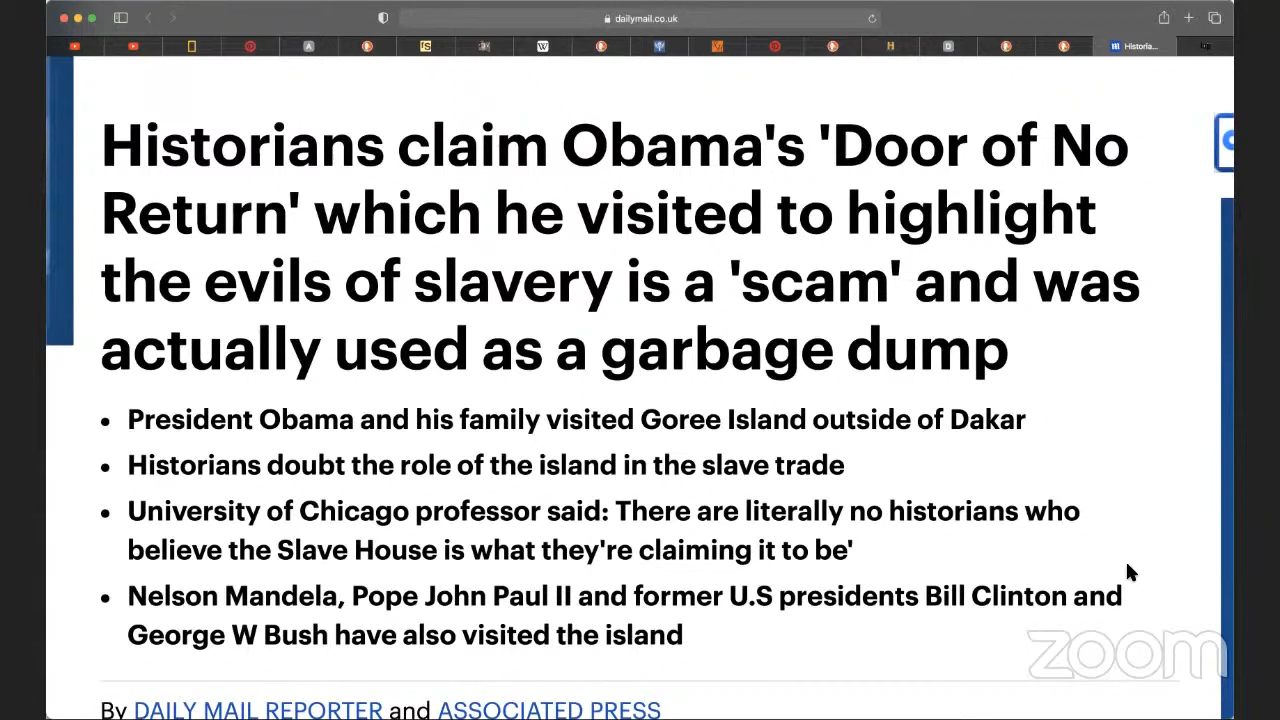 dailymail.co.uk
Historia...
Historians claim Obama's 'Door of No
Return' which he visited to highlight
the evils of slavery is a 'scam' and was
actually used as a garbage dump
• President Obama and his family visited Goree Island outside of Dakar
• Historians doubt the role of the island in the slave trade
• University of Chicago professor said: There are literally no historians who
believe the Slave House is what they're claiming it to be'
• Nelson Mandela, Pope John Paul II and former U.S presidents Bill Clinton and
George W Bush have also visited the island
zoom
By DAILY MAIL REPORTER and ASSOCIATED PRESS